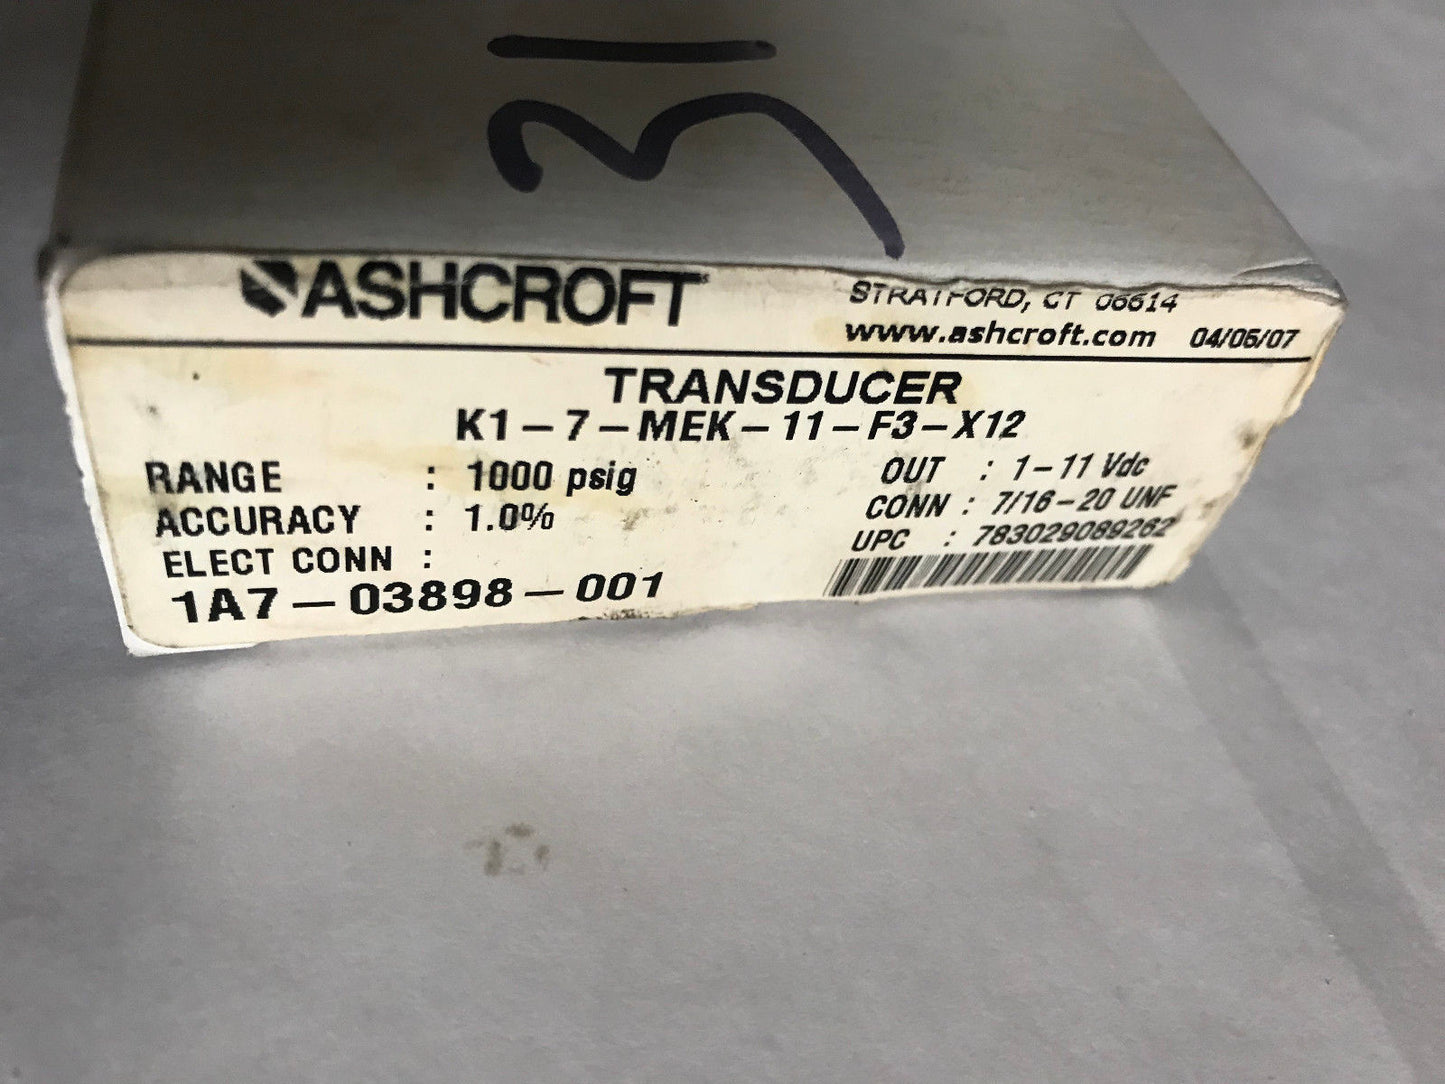 31
ASHCROFT
STRATFORD, CT 06614
www.ashcroft.com 04/05/07
TRANSDUCER
K1-7-MEK-11-F3-X12
RANGE : 1000 psig
ACCURACY : 1.0%
ELECT CONN :
1A7-03898-001
OUT : 1-11 Vdc
CONN : 7/16-20 UNF
UPC : 783029089262